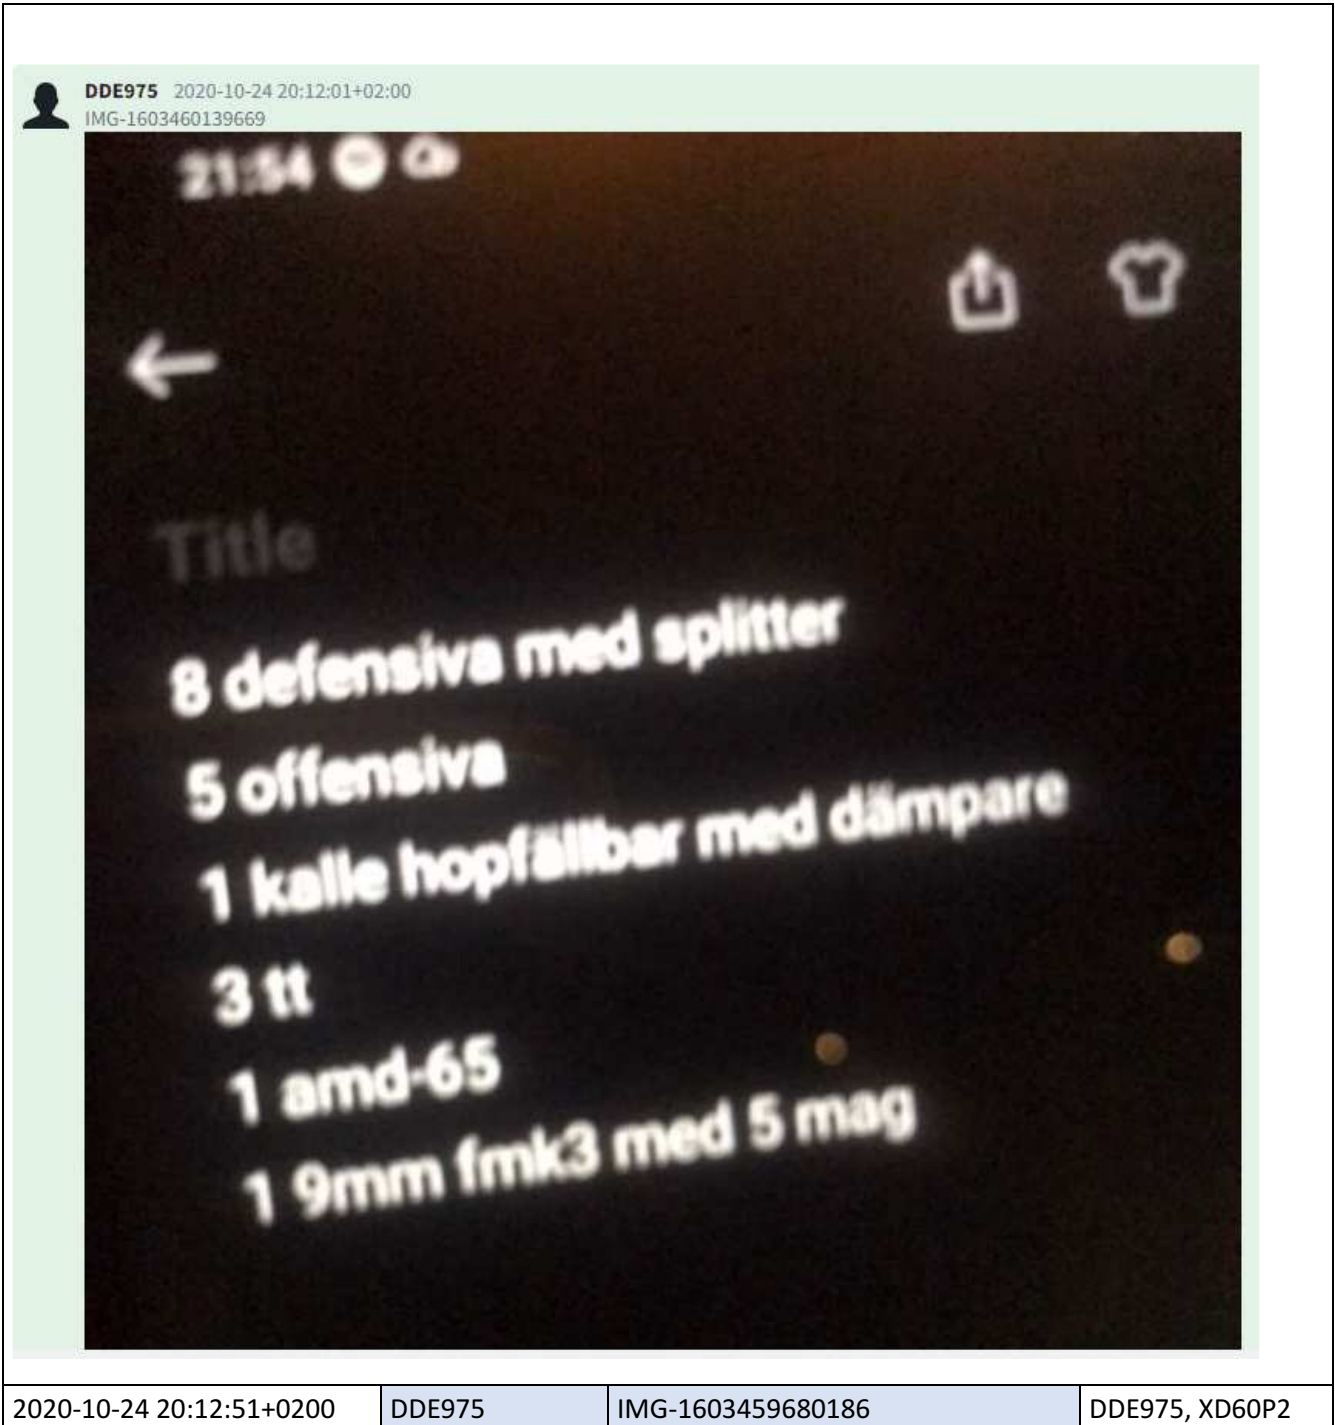 DDE975 2020-10-24 20:12:01+02:00
IMG-1603460139669
21:54
Title
8 defensiva med splitter
5 offensiva
1 kalle hopfällbar med dämpare
3 tt
1 amd-65
1 9mm fmk3 med 5 mag
2020-10-24 20:12:51+0200 DDE975 IMG-1603459680186 DDE975, XD60P2